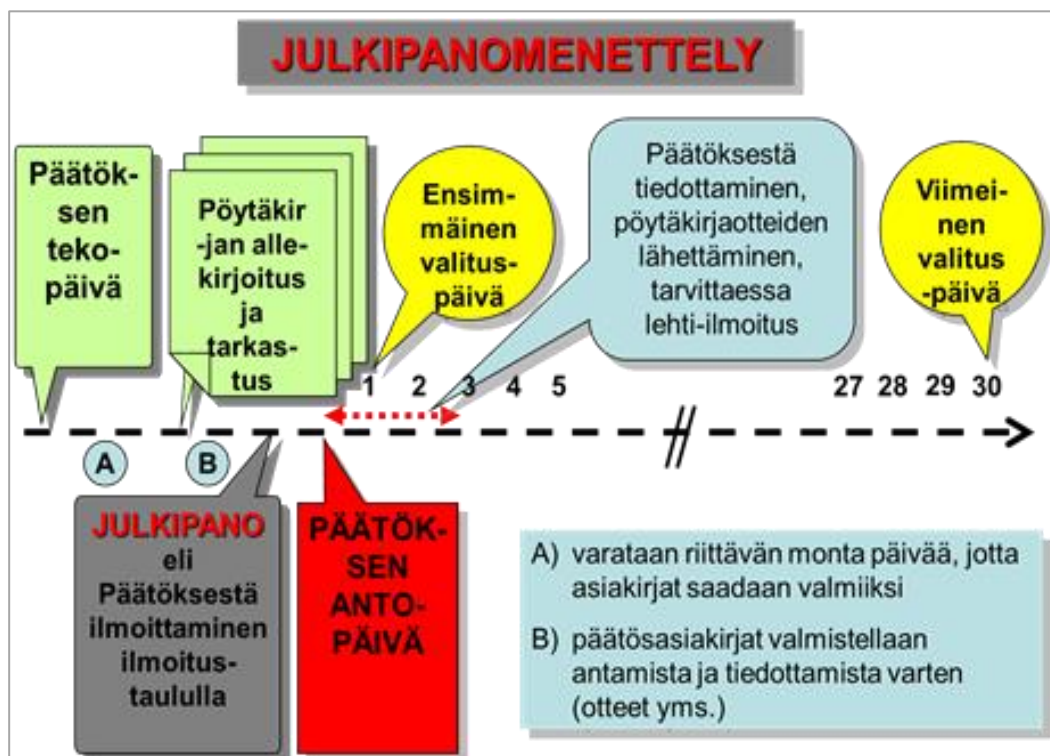 JULKIPANOMENETTELY
Päätök-
sen
teko-
päivä
Pöytäkir
-jan alle-
kirjoitus
ja
tarkas-
tus
Ensim-
mäinen
valitus-
päivä
Päätöksestä
tiedottaminen,
pöytäkirjaotteiden
lähettäminen,
tarvittaessa
lehti-ilmoitus
Viimei-
nen
valitus
-päivä
1 2 3 4 5 27 28 29 30
A B
JULKIPANO
eli
Päätöksestä
ilmoittaminen
ilmoitus-
taululla
PÄÄTÖK-
SEN
ANTO-
PÄIVÄ
A) varataan riittävän monta päivää, jotta
asiakirjat saadaan valmiiksi
B) päätösasiakirjat valmistellaan
antamista ja tiedottamista varten
(otteet yms.)